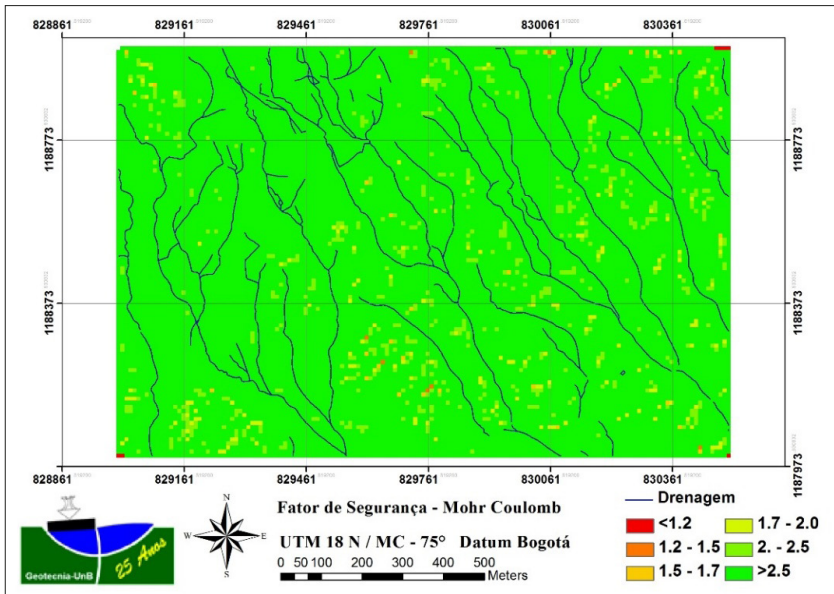 828861 829161 829461 829761 830061 830361
1188773 1188773
1188373 1188373
1187973
828861 829161 829461 829761 830061 830361
Geotecnia-UnB
25 Anos
N
W E
S
Fator de Segurança - Mohr Coulomb
UTM 18 N / MC - 75° Datum Bogotá
0 50 100 200 300 400 500
Meters
Drenagem
<1.2 1.7 - 2.0
1.2 - 1.5 2. - 2.5
1.5 - 1.7 >2.5